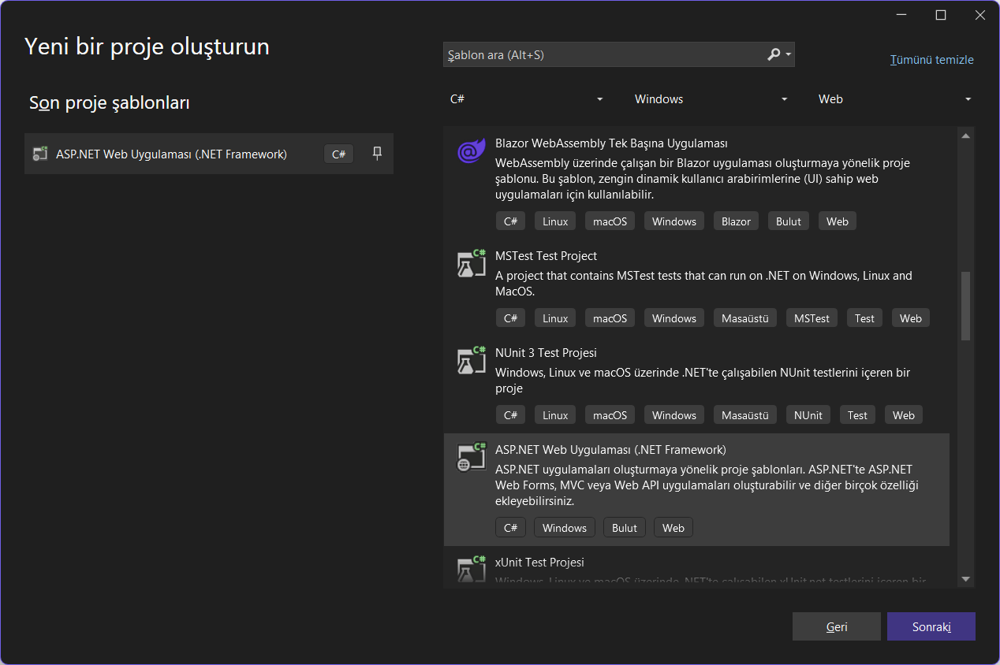 Yeni bir proje oluşturun
Şablon ara (Alt+S)
Tümünü temizle
Son proje şablonları
C#
Windows
Web
ASP.NET Web Uygulaması (.NET Framework)
C#
Blazor WebAssembly Tek Başına Uygulaması
WebAssembly üzerinde çalışan bir Blazor uygulaması oluşturmaya yönelik proje
şablonu. Bu şablon, zengin dinamik kullanıcı arabirimlerine (UI) sahip web
uygulamaları için kullanılabilir.
C# Linux macOS Windows Blazor Bulut Web
MSTest Test Project
A project that contains MSTest tests that can run on .NET on Windows, Linux and
MacOS.
C# Linux macOS Windows Masaüstü MSTest Test Web
NUnit 3 Test Projesi
Windows, Linux ve macOS üzerinde .NET'te çalışabilen NUnit testlerini içeren bir
proje
C# Linux macOS Windows Masaüstü NUnit Test Web
ASP.NET Web Uygulaması (.NET Framework)
ASP.NET uygulamaları oluşturmaya yönelik proje şablonları. ASP.NET'te ASP.NET
Web Forms, MVC veya Web API uygulamaları oluşturabilir ve diğer birçok özelliği
ekleyebilirsiniz.
C# Windows Bulut Web
xUnit Test Projesi
Windows, Linux ve macOS üzerinde .NET'te çalışabilen xUnit.net testlerini içeren bir
Geri
Sonraki